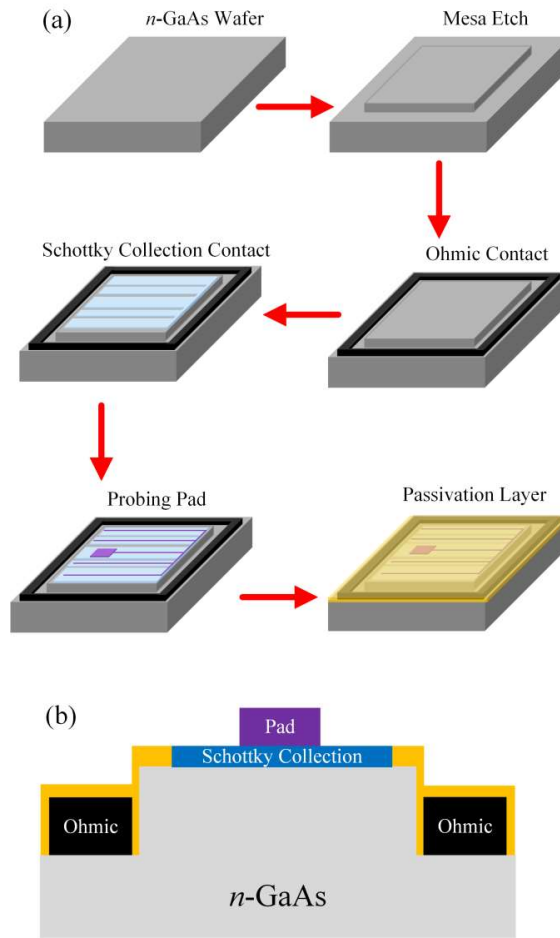 (a)
n-GaAs Wafer
Mesa Etch
Schottky Collection Contact
Ohmic Contact
Probing Pad
Passivation Layer
(b)
Pad
Schottky Collection
Ohmic
Ohmic
n-GaAs